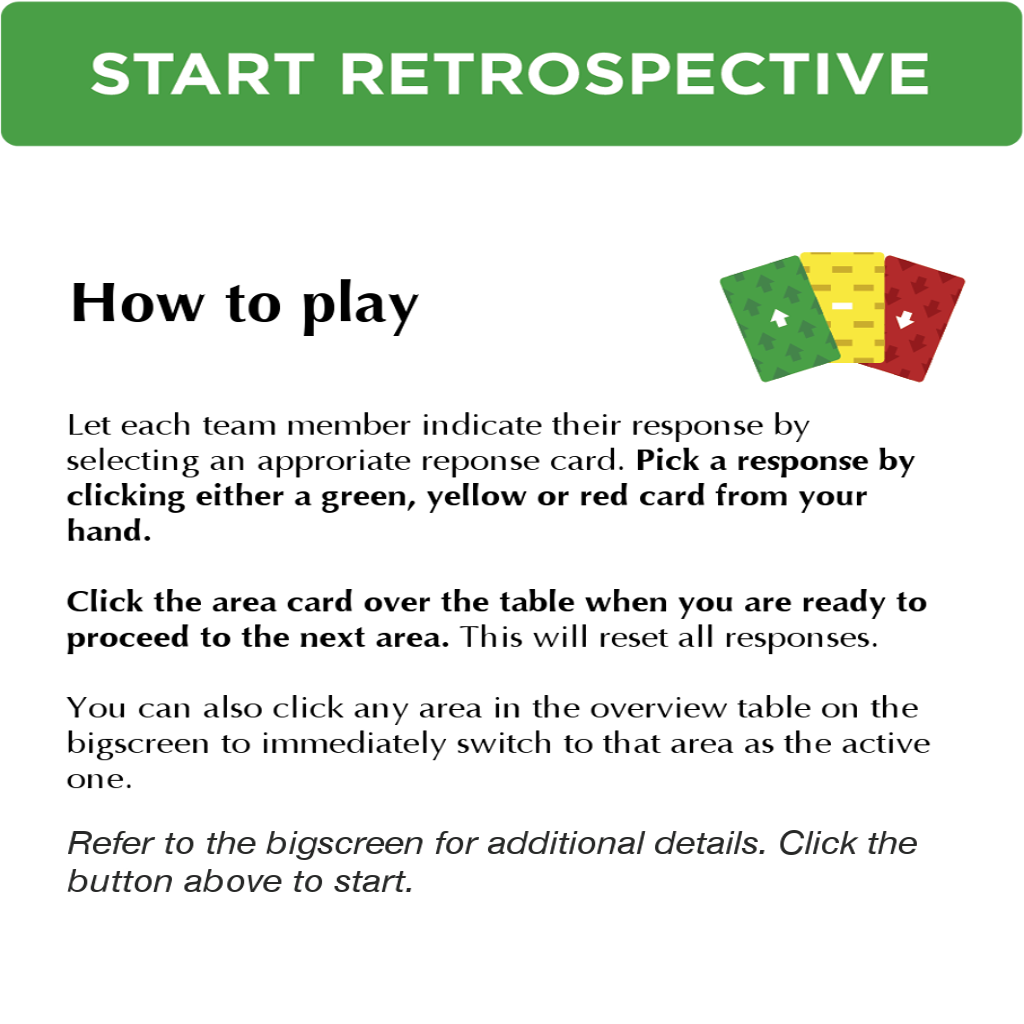 START RETROSPECTIVE
How to play
Let each team member indicate their response by
selecting an approriate reponse card. Pick a response by
clicking either a green, yellow or red card from your
hand.
Click the area card over the table when you are ready to
proceed to the next area. This will reset all responses.
You can also click any area in the overview table on the
bigscreen to immediately switch to that area as the active
one.
Refer to the bigscreen for additional details. Click the
button above to start.